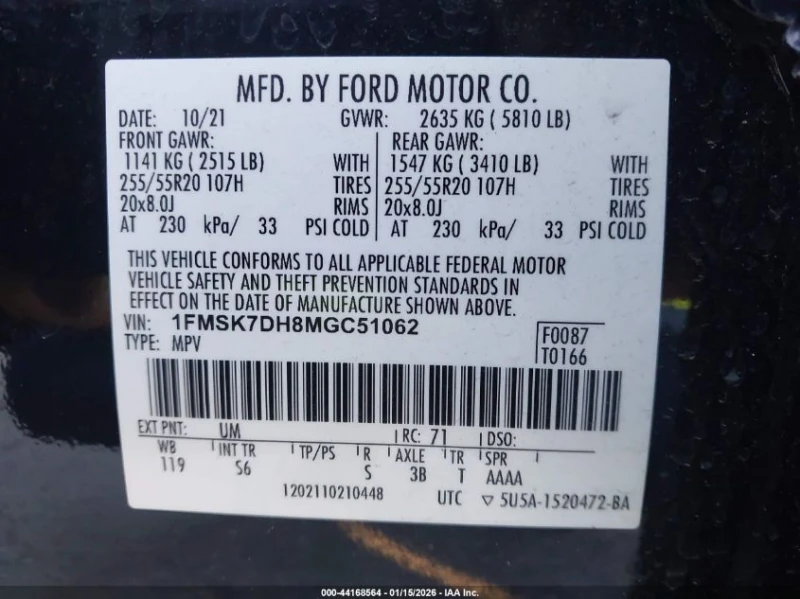 MFD. BY FORD MOTOR CO.
DATE: 10/21 GVWR: 2635 KG ( 5810 LB)
FRONT GAWR: REAR GAWR:
1141 KG ( 2515 LB) WITH 1547 KG ( 3410 LB) WITH
255/55R20 107H TIRES 255/55R20 107H TIRES
20x8.0J RIMS 20x8.0J RIMS
AT 230 kPa/ 33 PSI COLD AT 230 kPa/ 33 PSI COLD
THIS VEHICLE CONFORMS TO ALL APPLICABLE FEDERAL MOTOR
VEHICLE SAFETY AND THEFT PREVENTION STANDARDS IN
EFFECT ON THE DATE OF MANUFACTURE SHOWN ABOVE.
VIN: 1FMSK7DH8MGC51062 F0087
TYPE: MPV T0166
EXT PNT: UM RC: 71 DSO:
WB INT TR TP/PS R AXLE TR SPR
119 S6 S 3B T AAAA
1202110210448 UTC ▽ 5U5A-1520472-BA
000-44168564 - 01/15/2026 - IAA Inc.